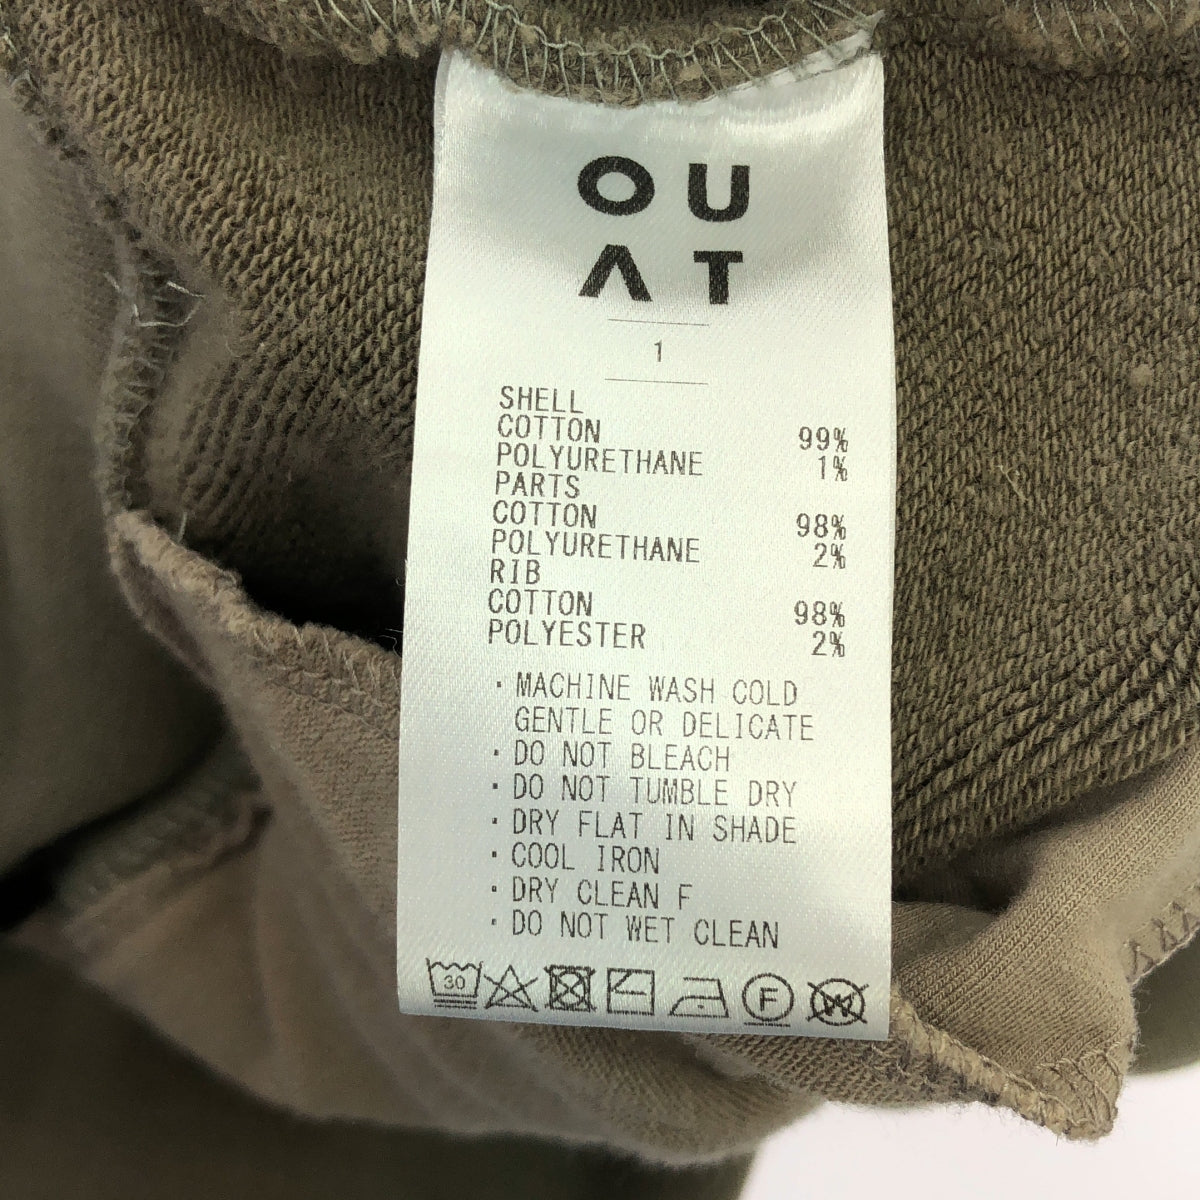 OU
AT
1
SHELL
COTTON 99%
POLYURETHANE 1%
PARTS
COTTON 98%
POLYURETHANE 2%
RIB
COTTON 98%
POLYESTER 2%
・MACHINE WASH COLD
GENTLE OR DELICATE
・DO NOT BLEACH
・DO NOT TUMBLE DRY
・DRY FLAT IN SHADE
・COOL IRON
・DRY CLEAN F
・DO NOT WET CLEAN
30 F W